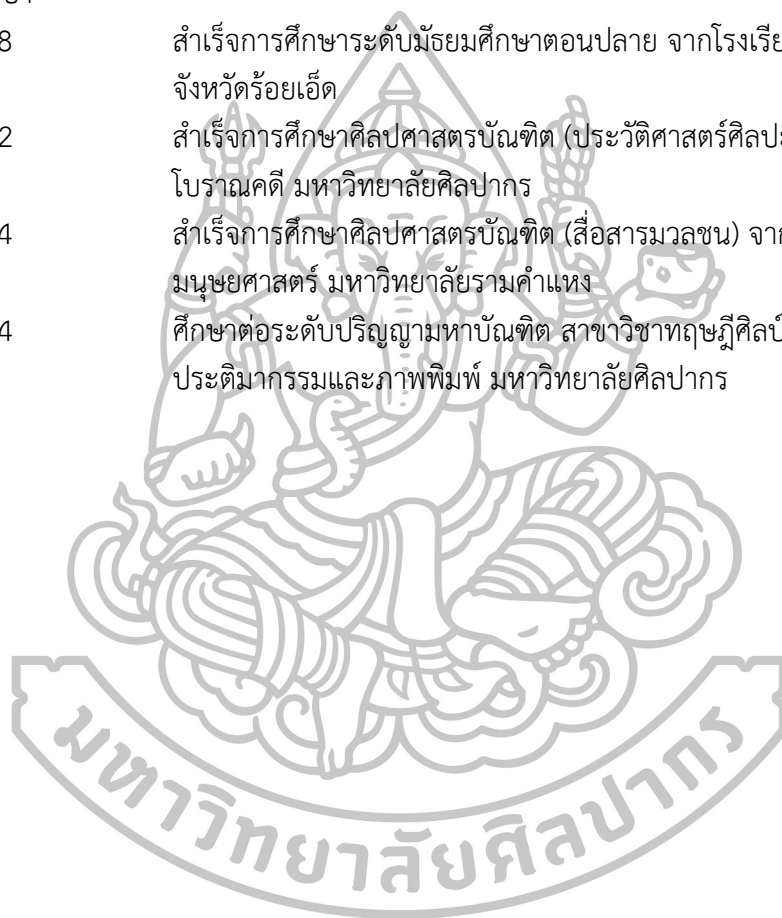 8 สำเร็จการศึกษาระดับมัธยมศึกษาตอนปลาย จากโรงเรีย
จังหวัดร้อยเอ็ด
2 สำเร็จการศึกษาศิลปศาสตรบัณฑิต (ประวัติศาสตร์ศิลปะ
โบราณคดี มหาวิทยาลัยศิลปากร
4 สำเร็จการศึกษาศิลปศาสตรบัณฑิต (สื่อสารมวลชน) จาก
มนุษยศาสตร์ มหาวิทยาลัยรามคำแหง
4 ศึกษาต่อระดับปริญญามหาบัณฑิต สาขาวิชาทฤษฎีศิลป์
ประติมากรรมและภาพพิมพ์ มหาวิทยาลัยศิลปากร
มหาวิทยาลัยศิลปากร